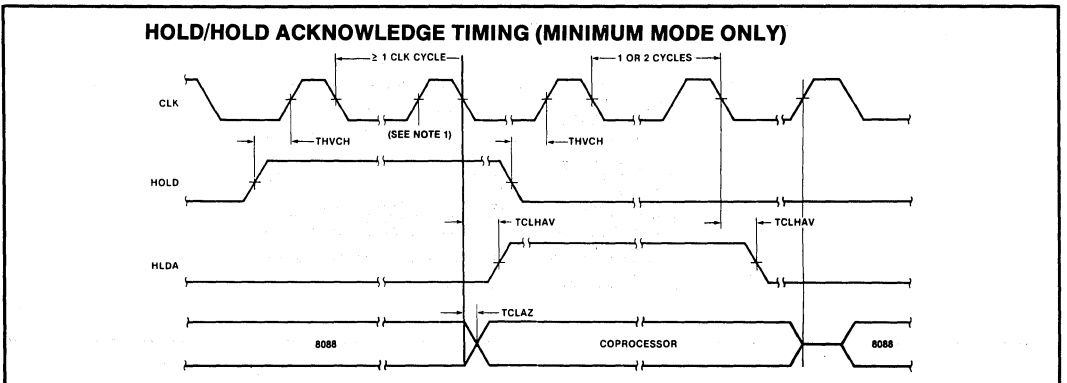 HOLD/HOLD ACKNOWLEDGE TIMING (MINIMUM MODE ONLY)
≥ 1 CLK CYCLE
1 OR 2 CYCLES
CLK
(SEE NOTE 1)
THVCH
THVCH
HOLD
TCLHAV
TCLHAV
HLDA
TCLAZ
8088
COPROCESSOR
8088